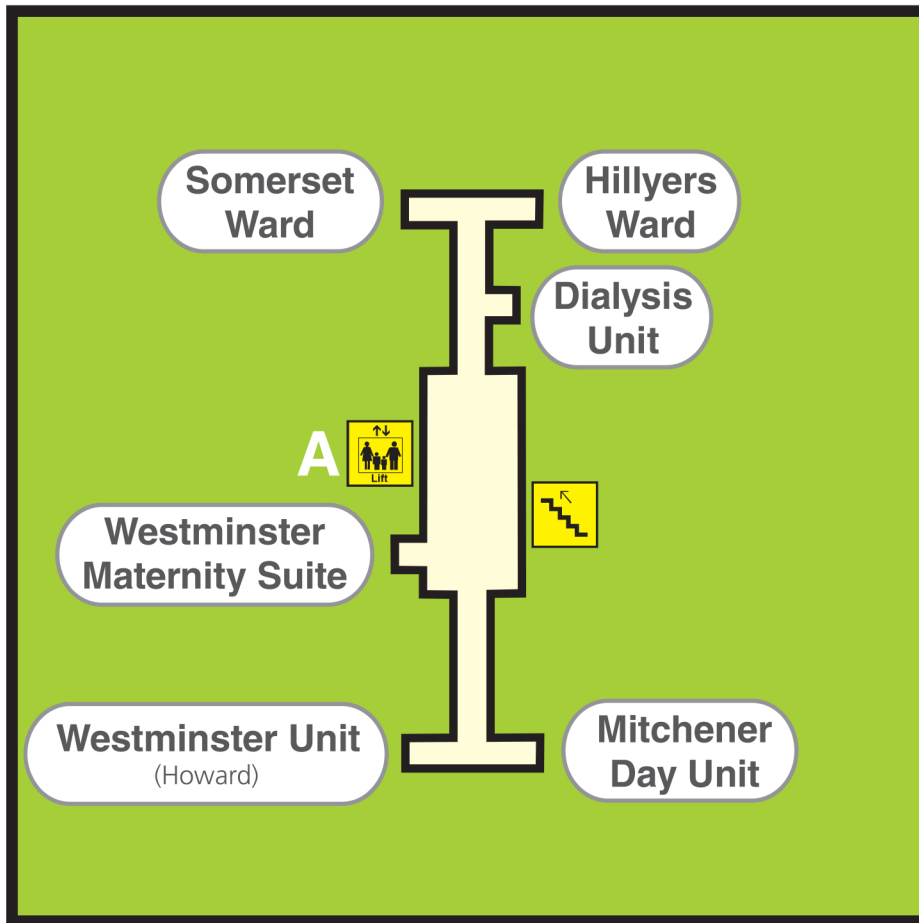 Somerset
Ward
Hillyers
Ward
Dialysis
Unit
A
Lift
Westminster
Maternity Suite
Westminster Unit
(Howard)
Mitchener
Day Unit